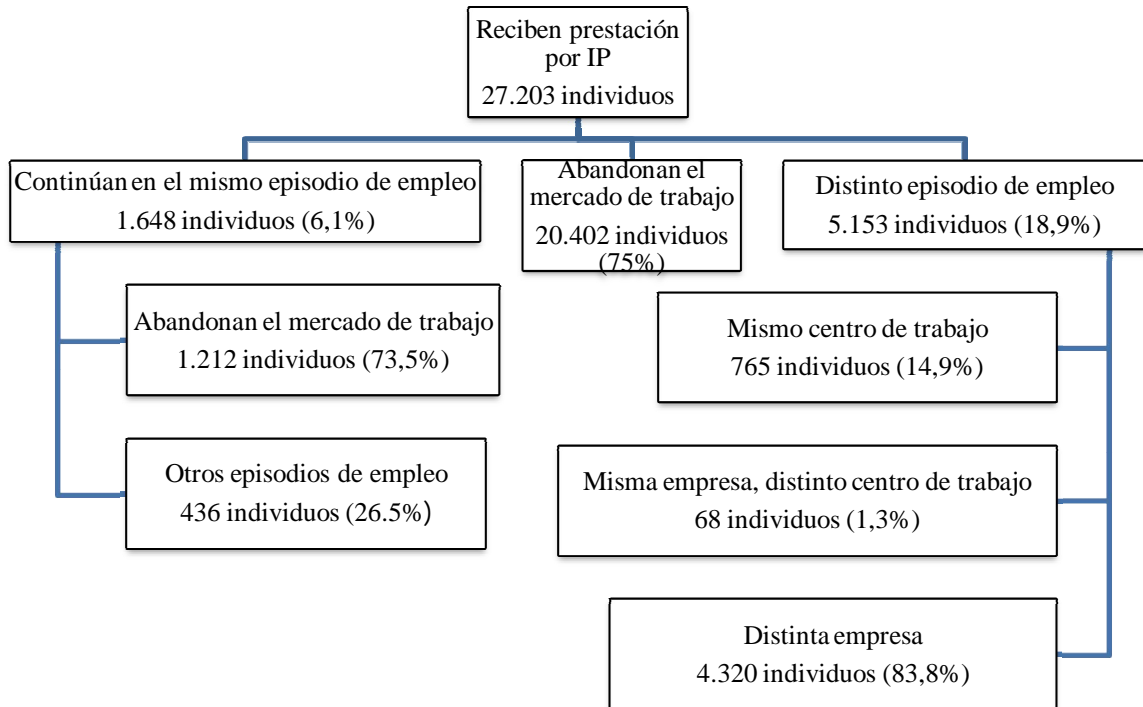 Reciben prestación
por IP
27.203 individuos
Continúan en el mismo episodio de empleo
1.648 individuos (6,1%)
Abandonan el
mercado de trabajo
20.402 individuos
(75%)
Distinto episodio de empleo
5.153 individuos (18,9%)
Abandonan el mercado de trabajo
1.212 individuos (73,5%)
Otros episodios de empleo
436 individuos (26.5%)
Mismo centro de trabajo
765 individuos (14,9%)
Misma empresa, distinto centro de trabajo
68 individuos (1,3%)
Distinta empresa
4.320 individuos (83,8%)